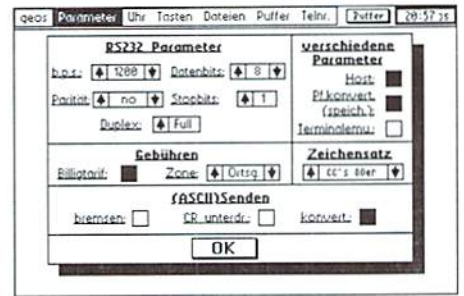 geos Parameter Uhr Tasten Dateien Puffer Telnr. Puffer 20:57
RS232 Parameter
b.p.s.: 1200 Datenbits: 8
Parität: no Stopbits: 1
Duplex: Full
verschiedene
Parameter
Host:
Pf.konvert.
(speich.):
Terminalemu.:
Gebühren
Billigtarif: Zone: Ortsg.
Zeichensatz
CC's 80er
(ASCII)Senden
bremsen: CR unterdr.: konvert.:
OK